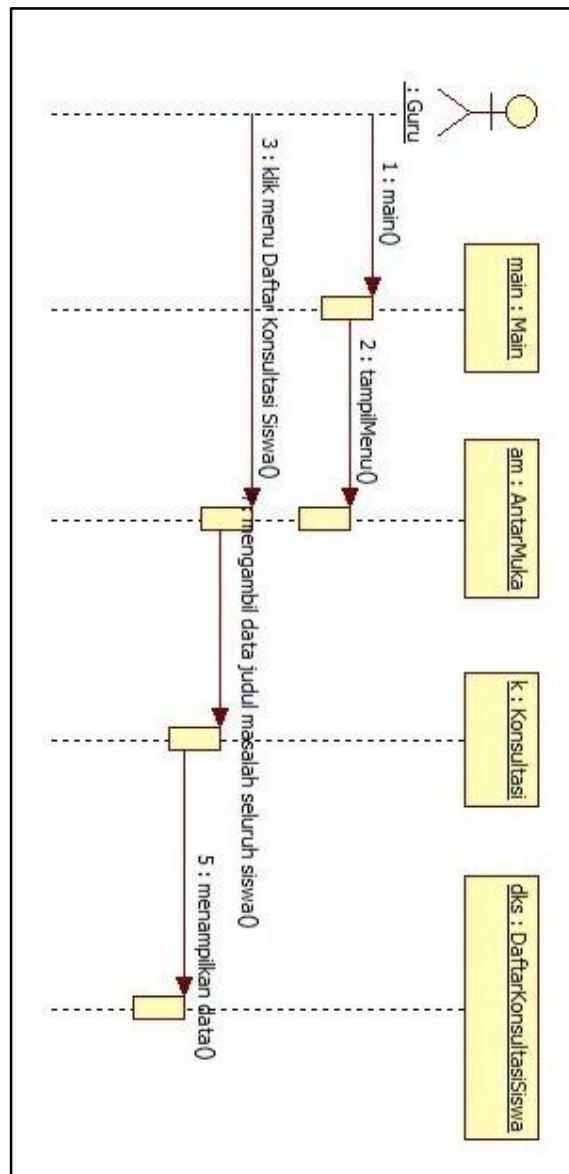 : Guru
main : Main
am : AntarMuka
k : Konsultasi
dks : DaftarKonsultasiSiswa
1 : main()
2 : tampilMenu()
3 : klik menu Daftar Konsultasi Siswa()
: mengambil data judul masalah seluruh siswa()
5 : menampilkan data()